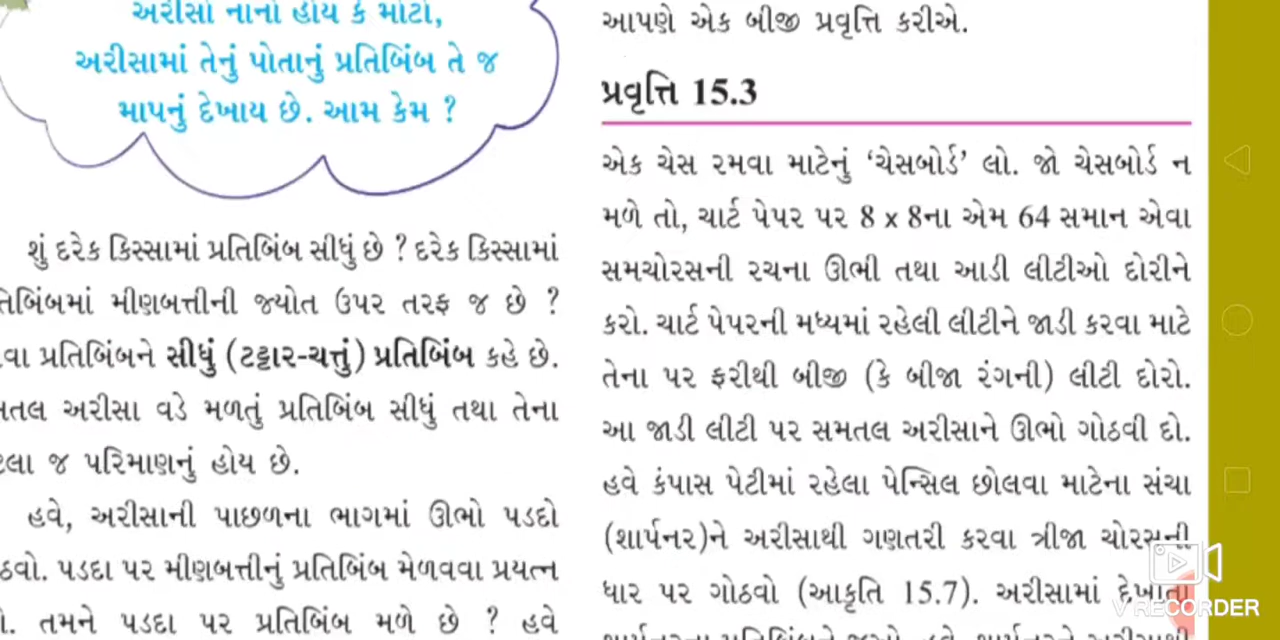 અરીસો નાનો હોય કે મોટો,
અરીસામાં તેનું પોતાનું પ્રતિબિંબ તે જ
માપનું દેખાય છે. આમ કેમ ?
શું દરેક કિસ્સામાં પ્રતિબિંબ સીધું છે ? દરેક કિસ્સામાં
મીણબત્તીની જ્યોત ઉપર તરફ જ છે ?
પ્રતિબિંબને સીધું (ટટ્ટાર-ચત્તું) પ્રતિબિંબ કહે છે.
અરીસા વડે મળતું પ્રતિબિંબ સીધું તથા તેના
જ પરિમાણનું હોય છે.
હવે, અરીસાની પાછળના ભાગમાં ઊભો પડદો
પડદા પર મીણબત્તીનું પ્રતિબિંબ મેળવવા પ્રયત્ન
તમને પડદા પર પ્રતિબિંબ મળે છે ? હવે
આપણે એક બીજી પ્રવૃત્તિ કરીએ.
પ્રવૃત્તિ 15.3
એક ચેસ રમવા માટેનું ‘ચેસબોર્ડ’ લો. જો ચેસબોર્ડ ન
મળે તો, ચાર્ટ પેપર પર 8 x 8ના એમ 64 સમાન એવા
સમચોરસની રચના ઊભી તથા આડી લીટીઓ દોરીને
કરો. ચાર્ટ પેપરની મધ્યમાં રહેલી લીટીને જાડી કરવા માટે
તેના પર ફરીથી બીજી (કે બીજા રંગની) લીટી દોરો.
આ જાડી લીટી પર સમતલ અરીસાને ઊભો ગોઠવી દો.
હવે કંપાસ પેટીમાં રહેલા પેન્સિલ છોલવા માટેના સંચા
(શાર્પનર)ને અરીસાથી ગણતરી કરવા ત્રીજા ચોરસની
ધાર પર ગોઠવો (આકૃતિ 15.7). અરીસામાં દેખાતા
V RECORDER